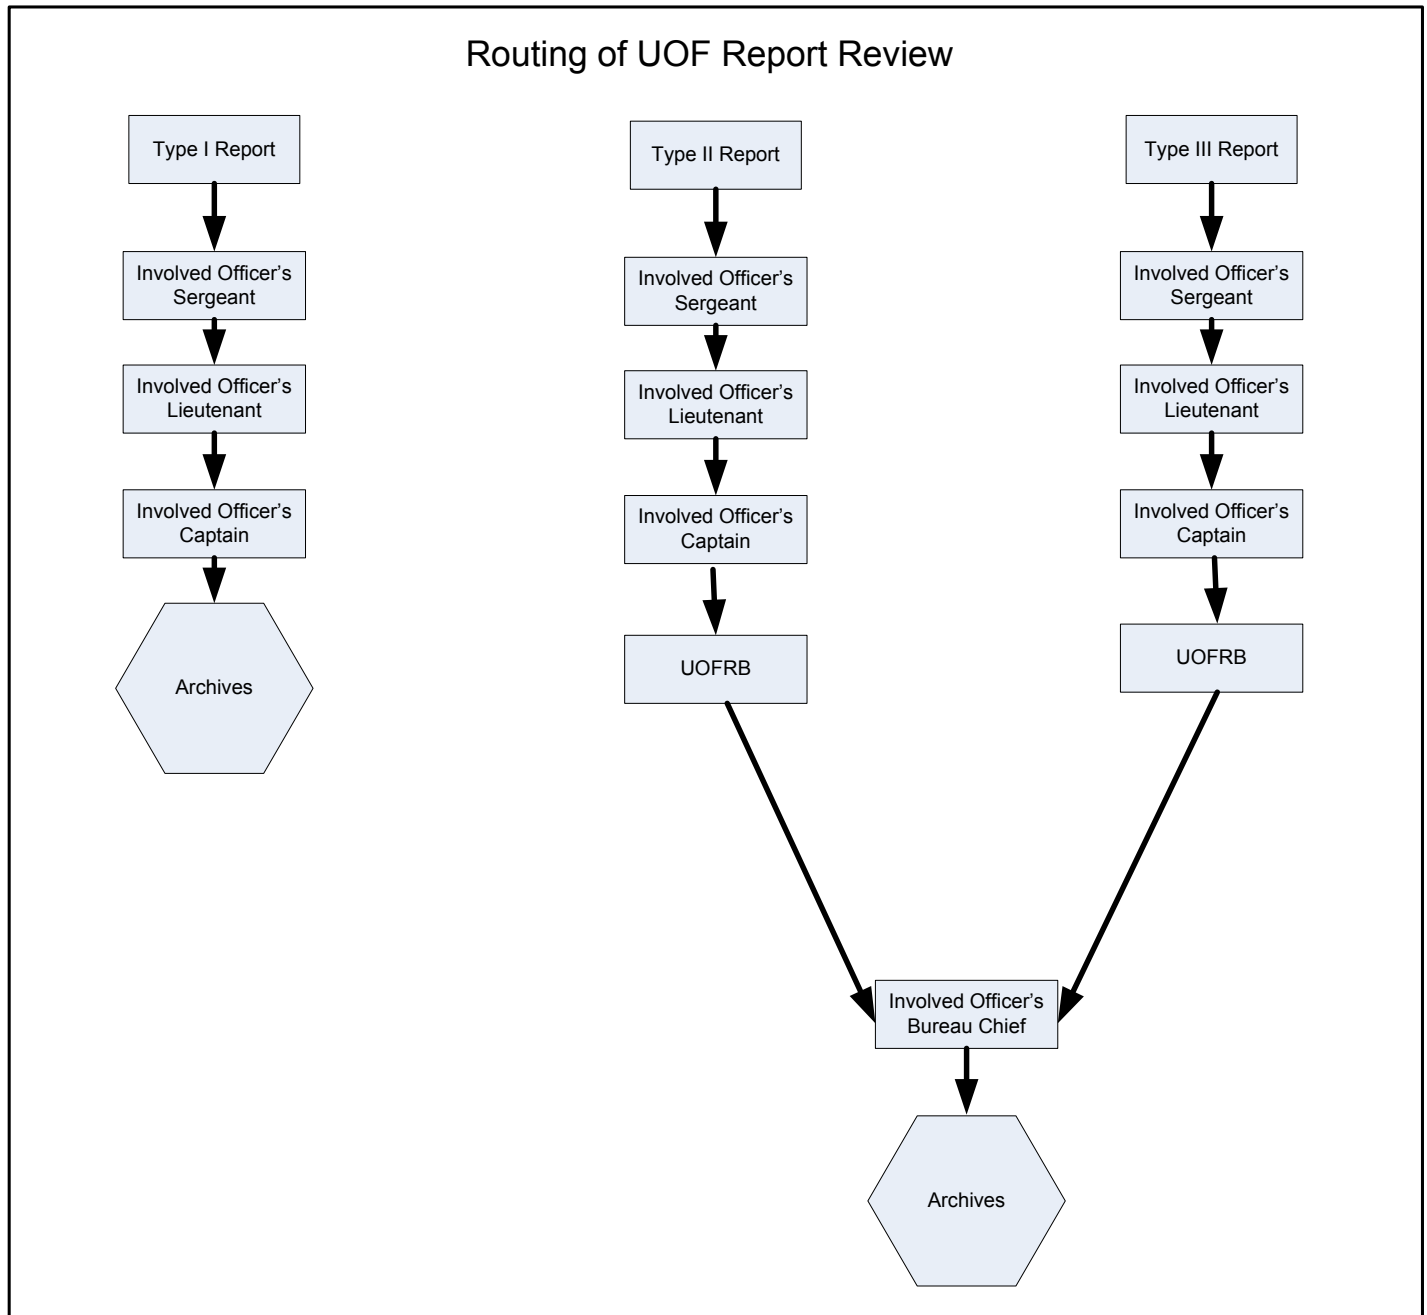 Routing of UOF Report Review
Type I Report
Involved Officer's
Sergeant
Involved Officer's
Lieutenant
Involved Officer's
Captain
Archives
Type II Report
Involved Officer's
Sergeant
Involved Officer's
Lieutenant
Involved Officer's
Captain
UOFRB
Type III Report
Involved Officer's
Sergeant
Involved Officer's
Lieutenant
Involved Officer's
Captain
UOFRB
Involved Officer's
Bureau Chief
Archives